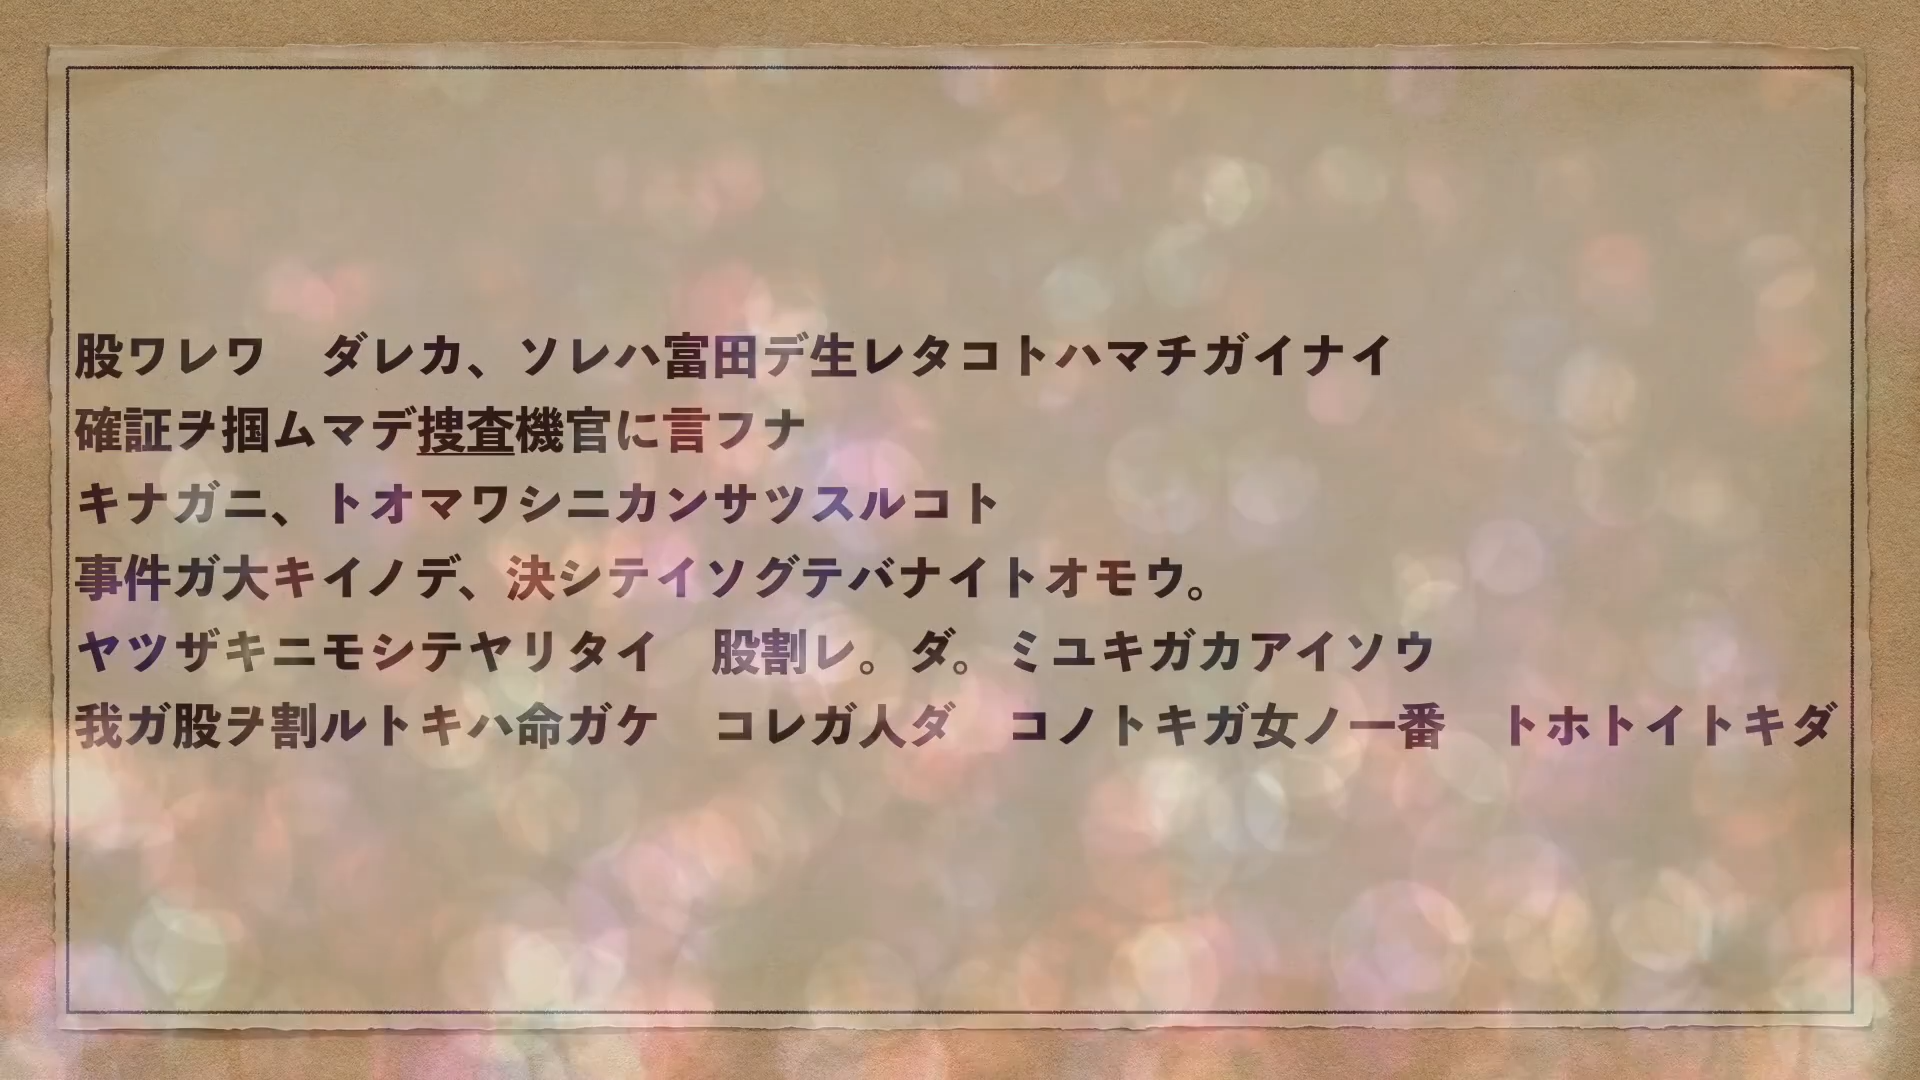 股ワレワ　ダレカ、ソレハ富田デ生レタコトハマチガイナイ
確証ヲ掴ムマデ捜査機官に言フナ
キナガニ、トオマワシニカンサツスルコト
事件ガ大キイノデ、決シテイソグテバナイトオモウ。
ヤツザキニモシテヤリタイ　股割レ。ダ。ミユキガカアイソウ
我ガ股ヲ割ルトキハ命ガケ　コレガ人ダ　コノトキガ女ノ一番　トホトイトキダ